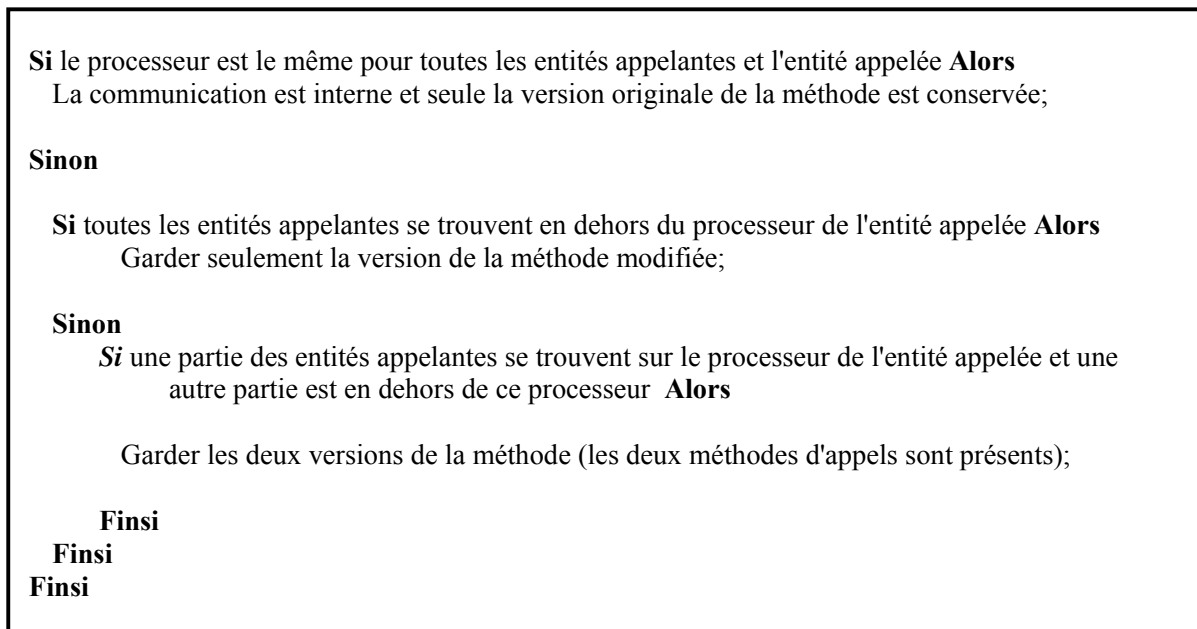 Si le processeur est le même pour toutes les entités appelantes et l'entité appelée Alors
La communication est interne et seule la version originale de la méthode est conservée;
Sinon
Si toutes les entités appelantes se trouvent en dehors du processeur de l'entité appelée Alors
Garder seulement la version de la méthode modifiée;
Sinon
Si une partie des entités appelantes se trouvent sur le processeur de l'entité appelée et une
autre partie est en dehors de ce processeur Alors
Garder les deux versions de la méthode (les deux méthodes d'appels sont présents);
Finsi
Finsi
Finsi